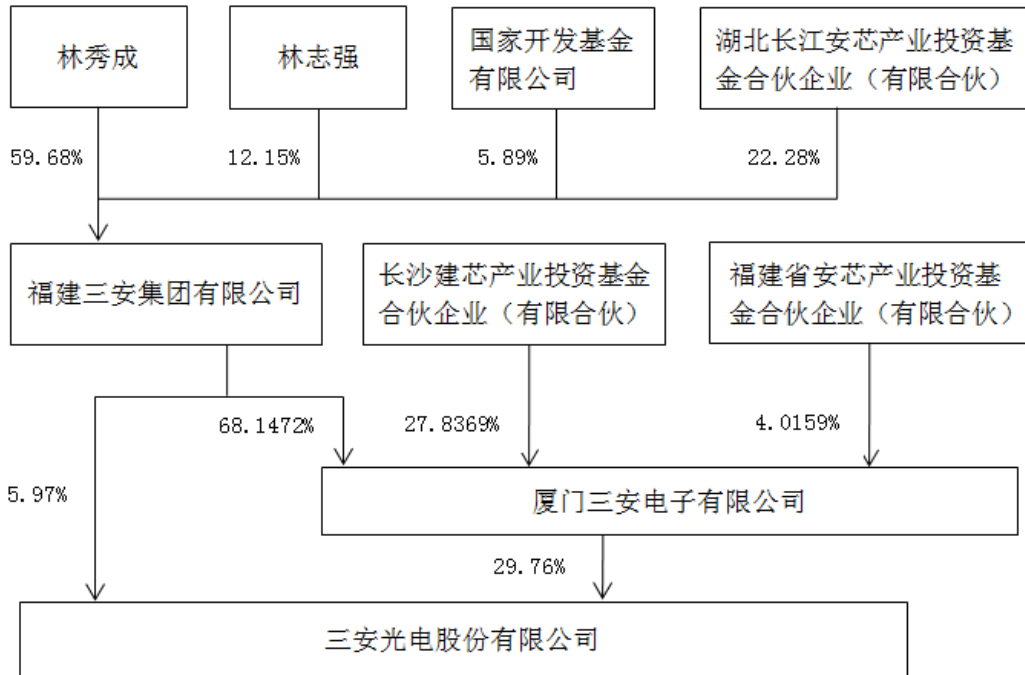 林秀成
林志强
国家开发基金
有限公司
湖北长江安芯产业投资基
金合伙企业（有限合伙）
59.68%
12.15%
5.89%
22.28%
福建三安集团有限公司
长沙建芯产业投资基金
合伙企业（有限合伙）
福建省安芯产业投资基
金合伙企业（有限合伙）
68.1472%
27.8369%
4.0159%
5.97%
厦门三安电子有限公司
29.76%
三安光电股份有限公司